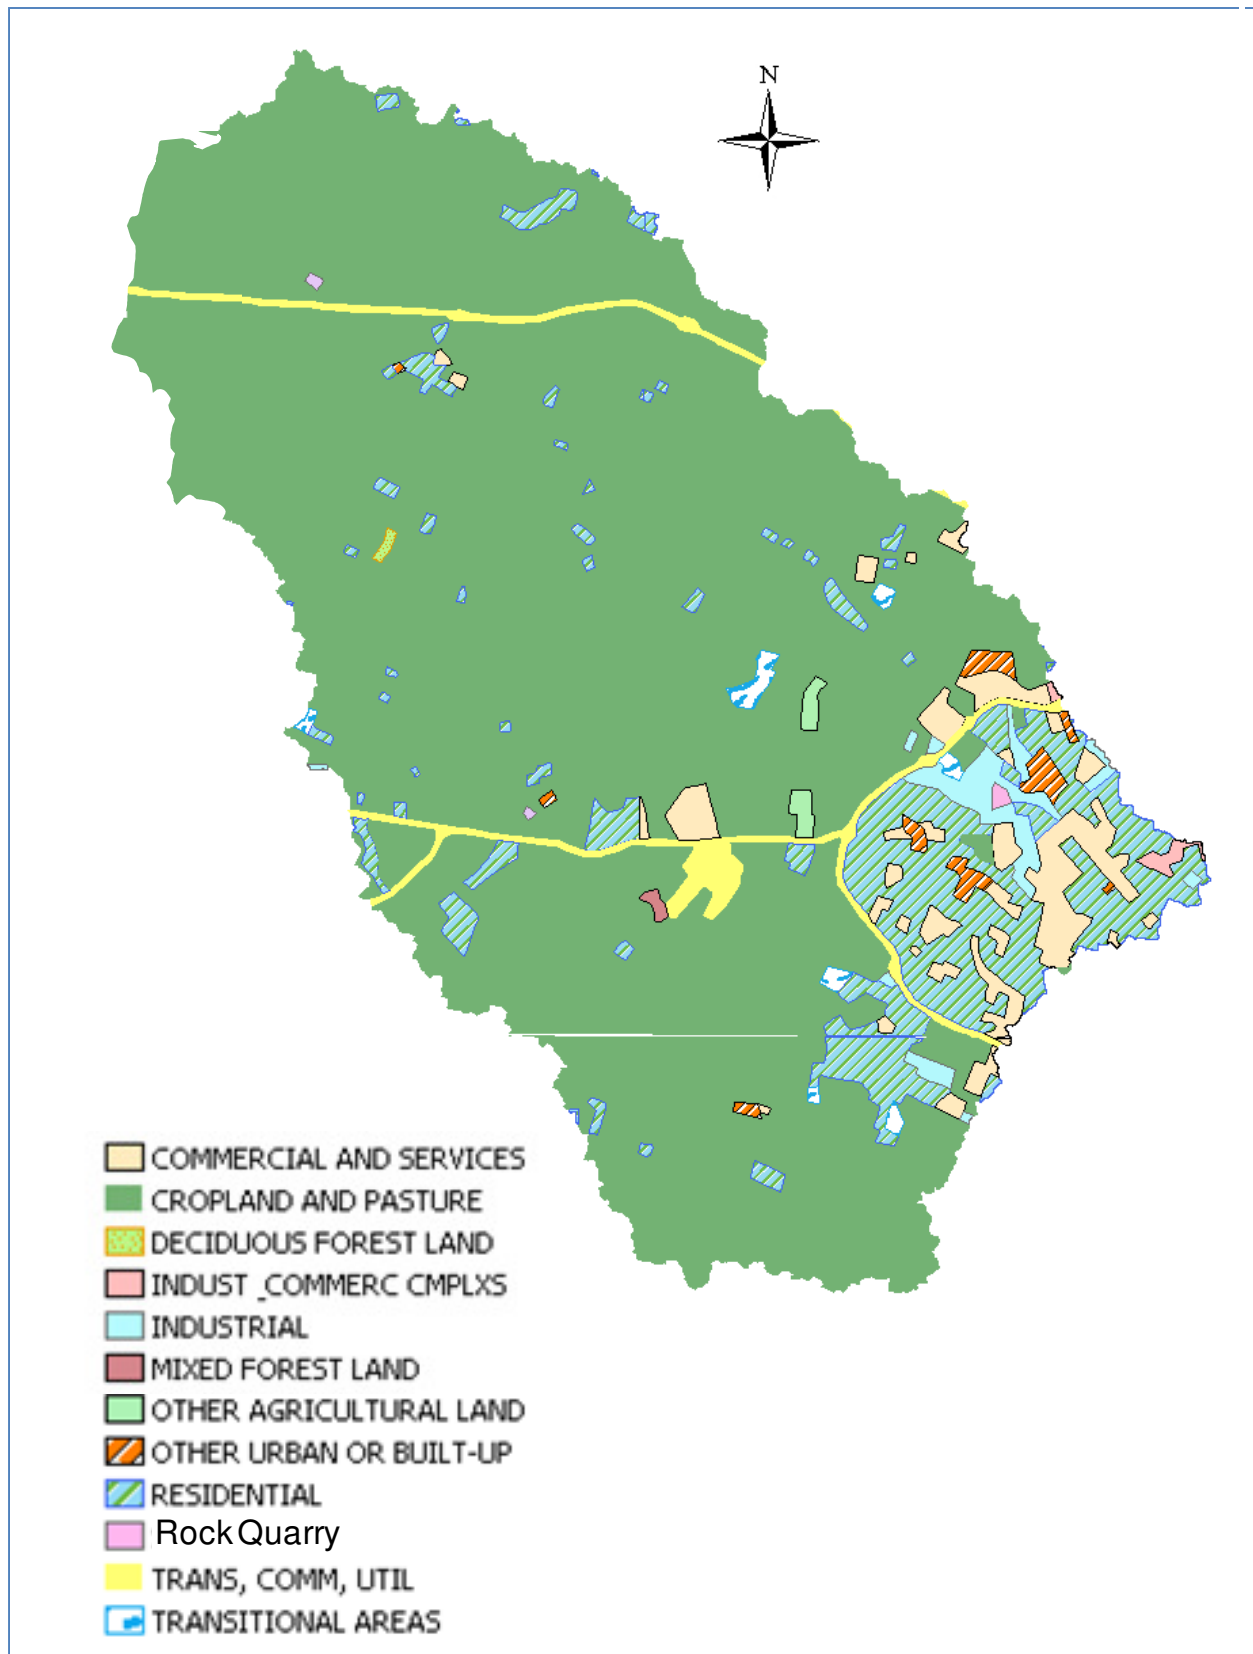 N
COMMERCIAL AND SERVICES
CROPLAND AND PASTURE
DECIDUOUS FOREST LAND
INDUST _COMMERC CMPLXS
INDUSTRIAL
MIXED FOREST LAND
OTHER AGRICULTURAL LAND
OTHER URBAN OR BUILT-UP
RESIDENTIAL
Rock Quarry
TRANS, COMM, UTIL
TRANSITIONAL AREAS